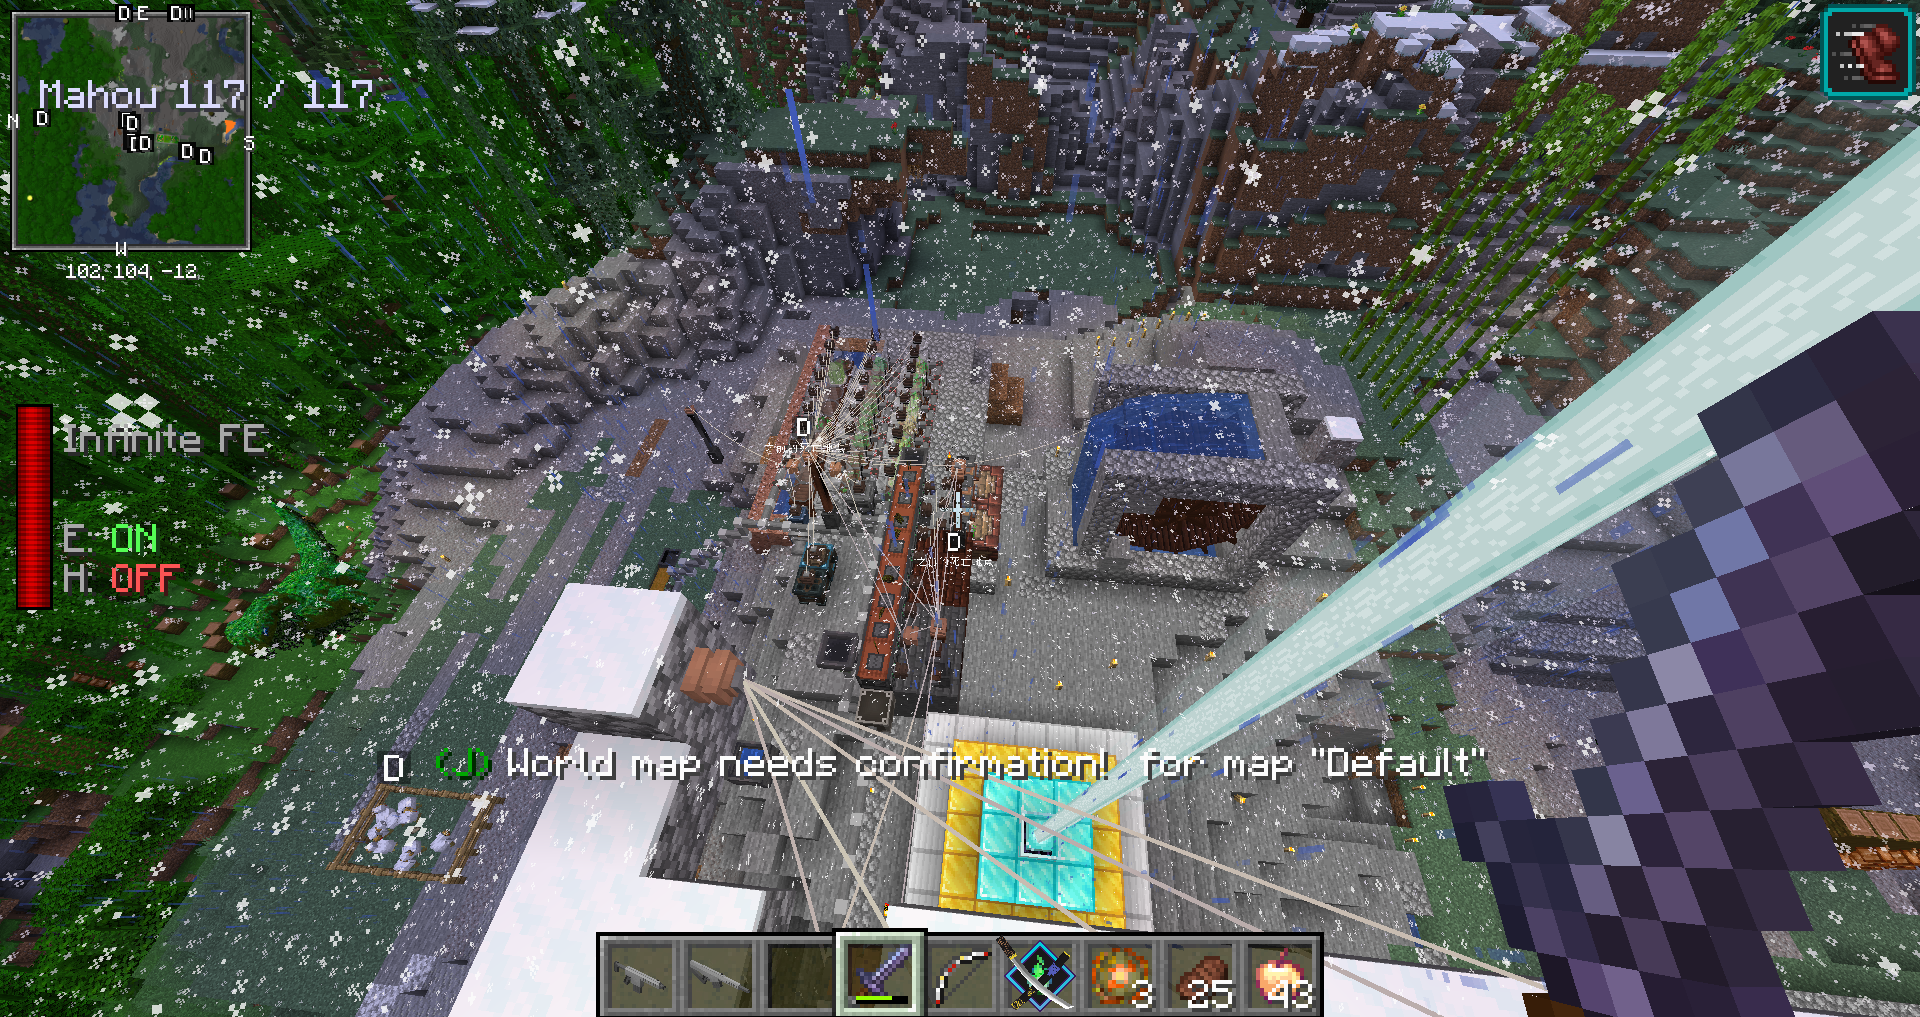 D E D
Mahou 117 / 117
N D
D
D
D D
S
W
102, 104, -12
Infinite FE
E: ON
H: OFF
D
D
D (J) World map needs confirmation! for map "Default"
3
25
43